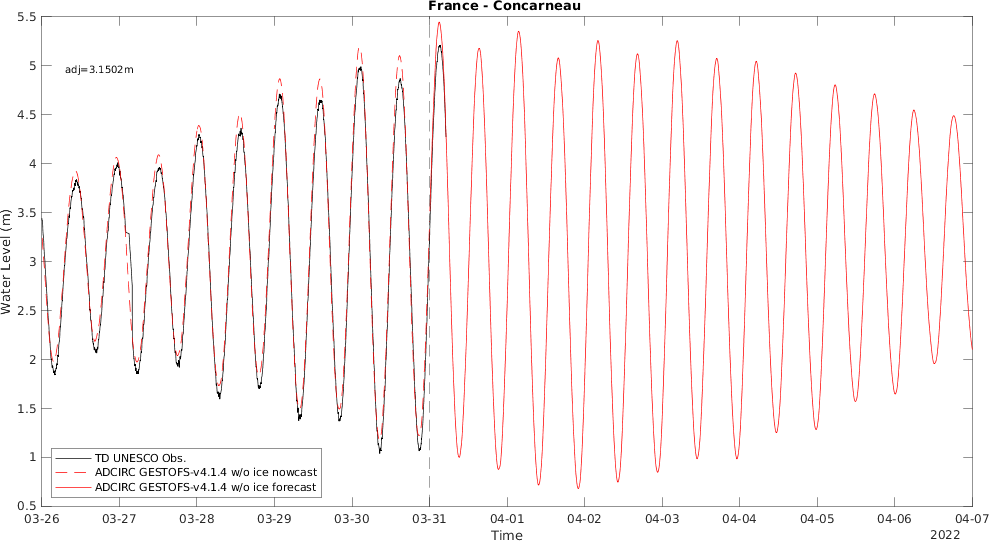 France - Concarneau
adj=3.1502m
Water Level (m)
5.5
5
4.5
4
3.5
3
2.5
2
1.5
1
0.5
TD UNESCO Obs.
ADCIRC GESTOFS-v4.1.4 w/o ice nowcast
ADCIRC GESTOFS-v4.1.4 w/o ice forecast
03-26 03-27 03-28 03-29 03-30 03-31 04-01 04-02 04-03 04-04 04-05 04-06 04-07
Time
2022